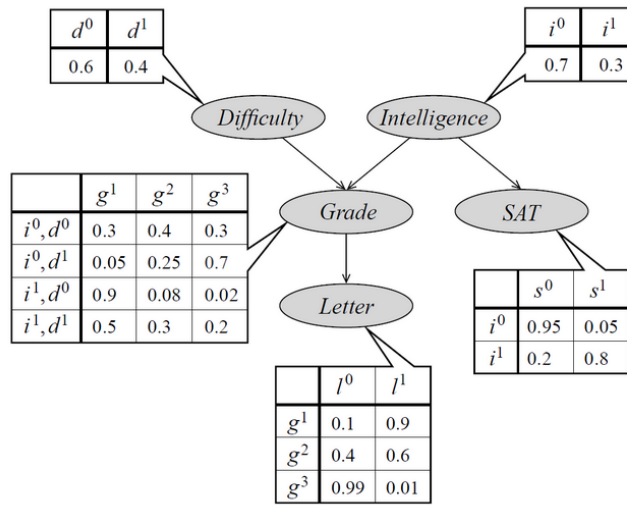 d⁰ d¹
0.6 0.4
i⁰ i¹
0.7 0.3
Difficulty
Intelligence
g¹ g² g³
i⁰,d⁰ 0.3 0.4 0.3
i⁰,d¹ 0.05 0.25 0.7
i¹,d⁰ 0.9 0.08 0.02
i¹,d¹ 0.5 0.3 0.2
Grade
SAT
Letter
s⁰ s¹
i⁰ 0.95 0.05
i¹ 0.2 0.8
l⁰ l¹
g¹ 0.1 0.9
g² 0.4 0.6
g³ 0.99 0.01